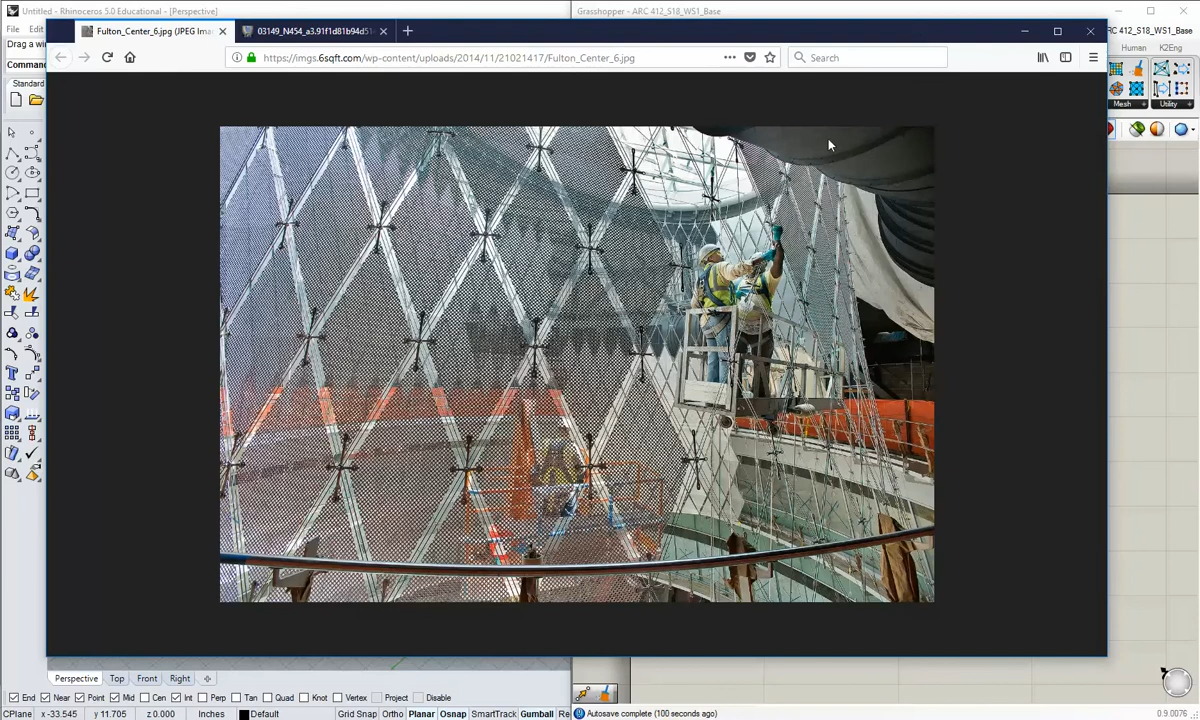 Untitled - Rhinoceros 5.0 Educational - [Perspective]
Grasshopper - ARC 412_S18_WS1_Base
File Edit
Fulton_Center_6.jpg (JPEG Ima
03149_N454_a3.91f1d81b94d51
ARC 412_S18_WS1_Base
Drag a wi
Human K2Eng
https://imgs.6sqft.com/wp-content/uploads/2014/11/21021417/Fulton_Center_6.jpg
Search
Comman
Standard
Mesh Utility
Perspective Top Front Right
End Near Point Mid Cen Int Perp Tan Quad Knot Vertex Project Disable
CPlane x -33.545 y 11.705 z 0.000 Inches Default Grid Snap Ortho Planar Osnap SmartTrack Gumball Re
Autosave complete (100 seconds ago)
0.9.0076